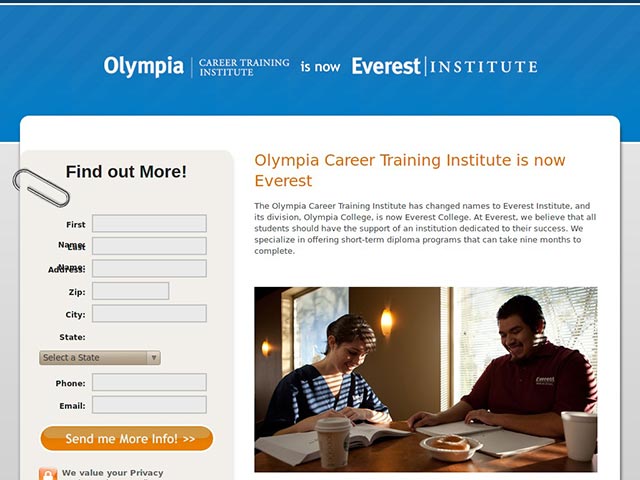 Olympia CAREER TRAINING INSTITUTE is now Everest INSTITUTE
Find out More!
First Name:
Last Name:
Address:
Zip:
City:
State:
Select a State
Phone:
Email:
Send me More Info! >>
We value your Privacy
Olympia Career Training Institute is now
Everest
The Olympia Career Training Institute has changed names to Everest Institute, and
its division, Olympia College, is now Everest College. At Everest, we believe that all
students should have the support of an institution dedicated to their success. We
specialize in offering short-term diploma programs that can take nine months to
complete.
Everest